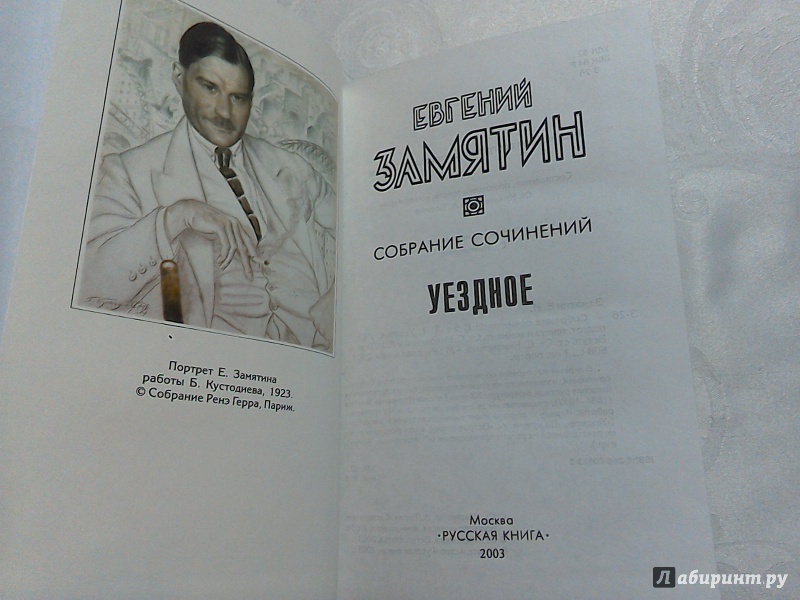 Портрет Е. Замятина
работы Б. Кустодиева, 1923.
© Собрание Ренэ Герра, Париж.
ЕВГЕНИЙ
ЗАМЯТИН
СОБРАНИЕ СОЧИНЕНИЙ
УЕЗДНОЕ
Москва
·РУССКАЯ КНИГА·
2003
Лабиринт.ру